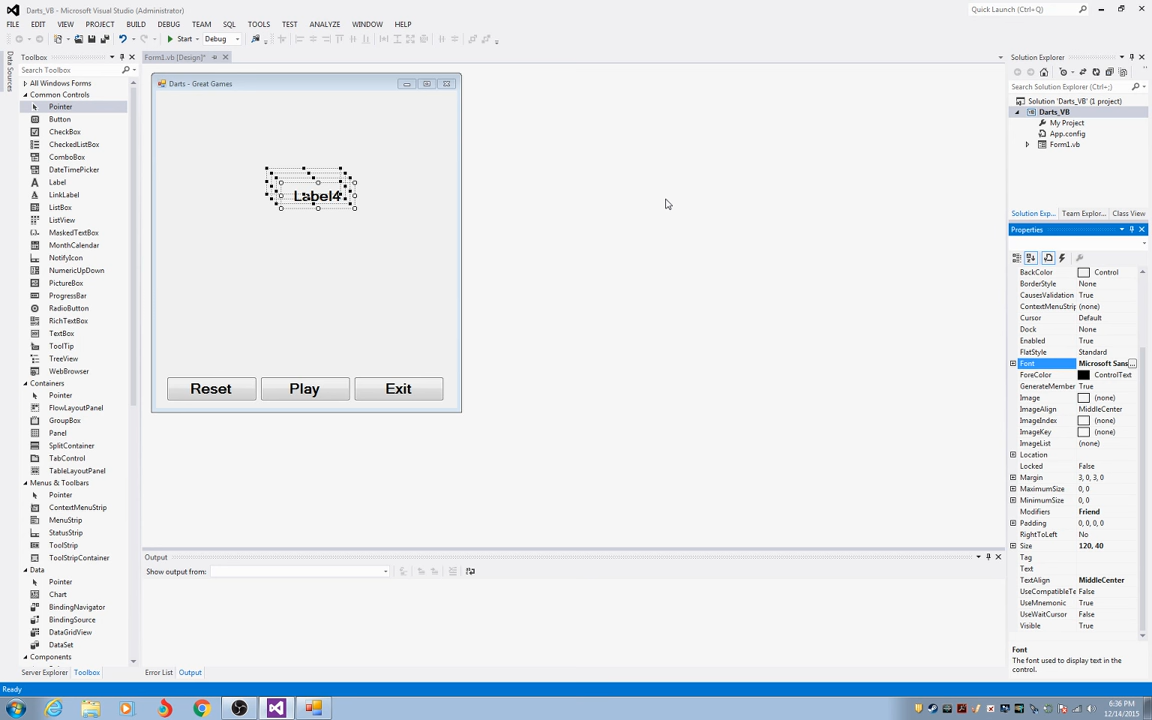 Darts_VB - Microsoft Visual Studio (Administrator)
Quick Launch (Ctrl+;)
FILE EDIT VIEW PROJECT BUILD DEBUG TEAM SQL TOOLS TEST ANALYZE WINDOW HELP
Start Debug
Data Sources
Toolbox
Search Toolbox
All Windows Forms
Common Controls
Pointer
Button
CheckBox
CheckedListBox
ComboBox
DateTimePicker
Label
LinkLabel
ListBox
ListView
MaskedTextBox
MonthCalendar
NotifyIcon
NumericUpDown
PictureBox
ProgressBar
RadioButton
RichTextBox
TextBox
ToolTip
TreeView
WebBrowser
Containers
Pointer
FlowLayoutPanel
GroupBox
Panel
SplitContainer
TabControl
TableLayoutPanel
Menus & Toolbars
Pointer
ContextMenuStrip
MenuStrip
StatusStrip
ToolStrip
ToolStripContainer
Data
Pointer
Chart
BindingNavigator
BindingSource
DataGridView
DataSet
Components
Server Explorer Toolbox
Form1.vb [Design]*
Darts - Great Games
Label4
Reset Play Exit
Output
Show output from:
Error List Output
Solution Explorer
Search Solution Explorer (Ctrl+;)
Solution 'Darts_VB' (1 project)
Darts_VB
My Project
App.config
Form1.vb
Solution Exp... Team Explor... Class View
Properties
BackColor Control
BorderStyle None
CausesValidation True
ContextMenuStrip (none)
Cursor Default
Dock None
Enabled True
FlatStyle Standard
Font Microsoft Sans ...
ForeColor ControlText
GenerateMember True
Image (none)
ImageAlign MiddleCenter
ImageIndex (none)
ImageKey (none)
ImageList (none)
Location
Locked False
Margin 3, 0, 3, 0
MaximumSize 0, 0
MinimumSize 0, 0
Modifiers Friend
Padding 0, 0, 0, 0
RightToLeft No
Size 120, 40
Tag
Text
TextAlign MiddleCenter
UseCompatibleTe False
UseMnemonic True
UseWaitCursor False
Visible True
Font
The font used to display text in the
control.
Ready
6:36 PM
12/14/2015